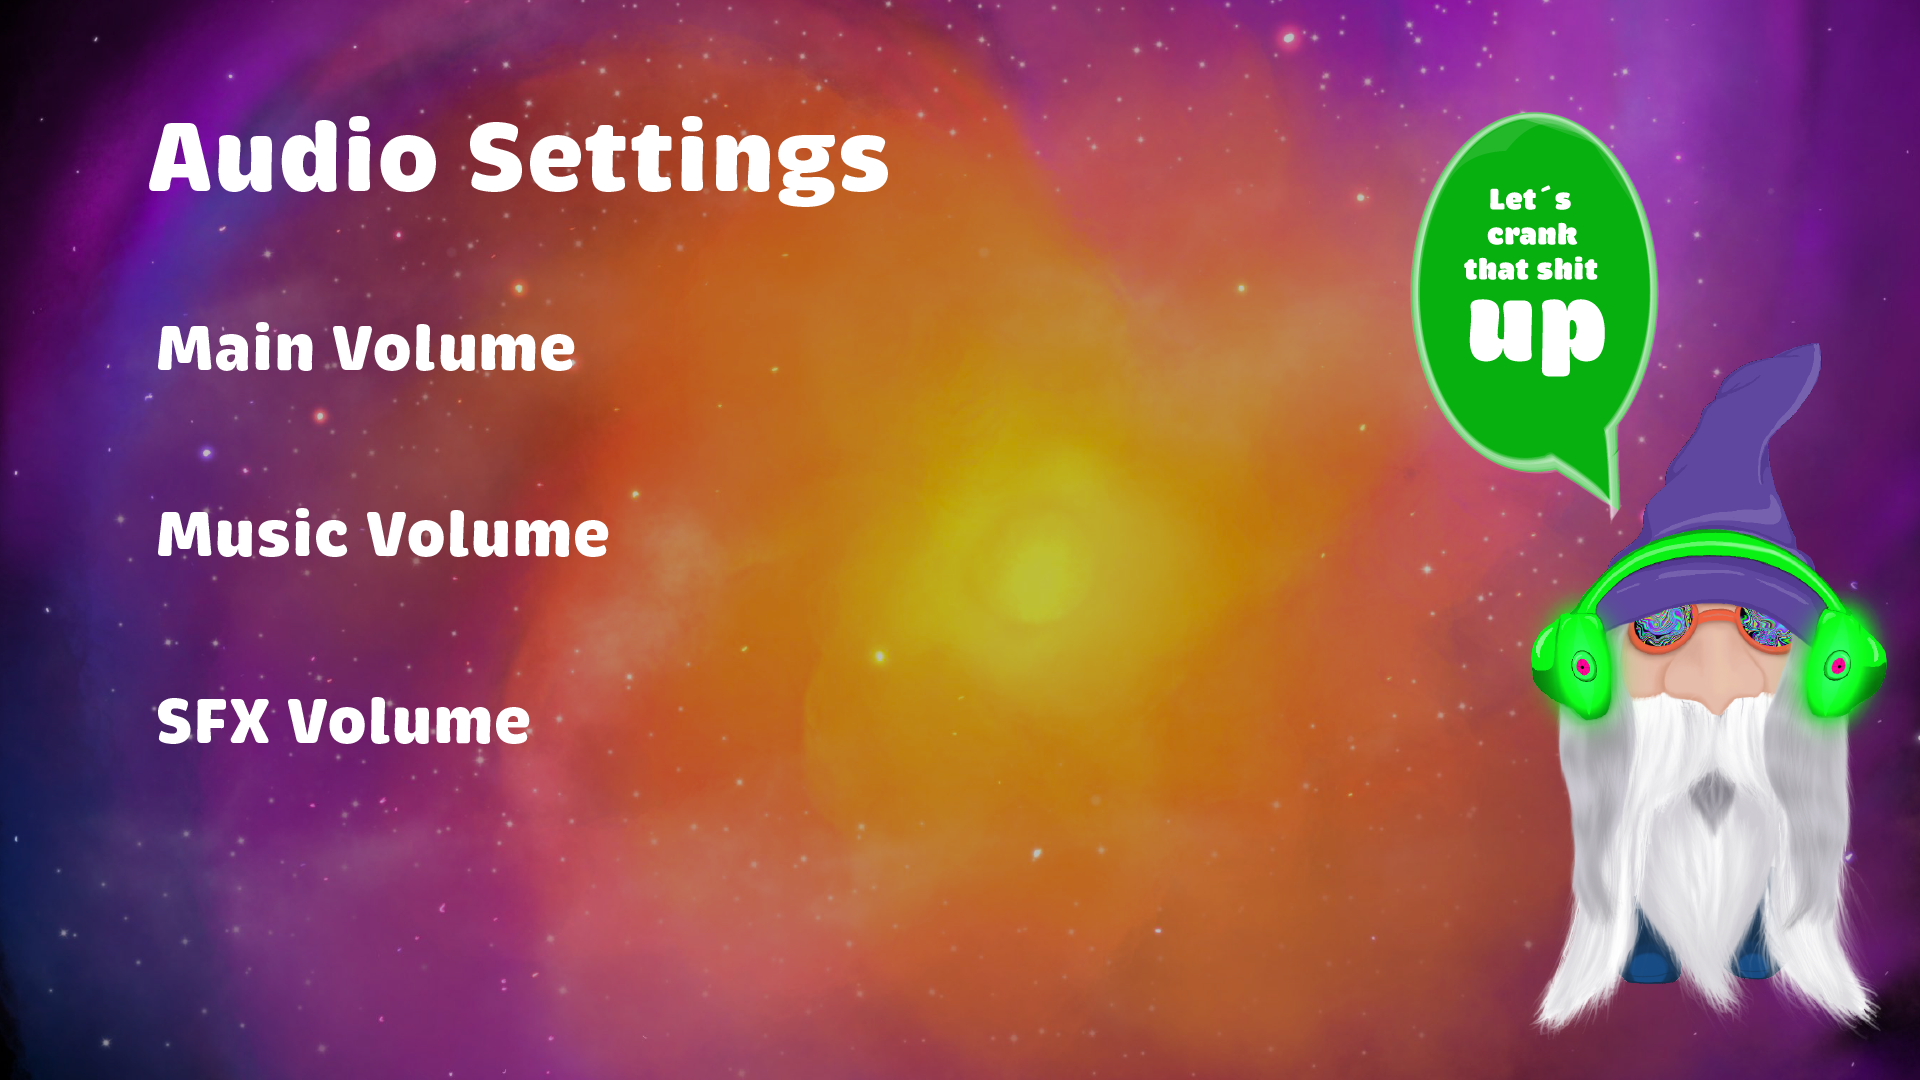 Audio Settings
Main Volume
Music Volume
SFX Volume
Let´s
crank
that shit
up